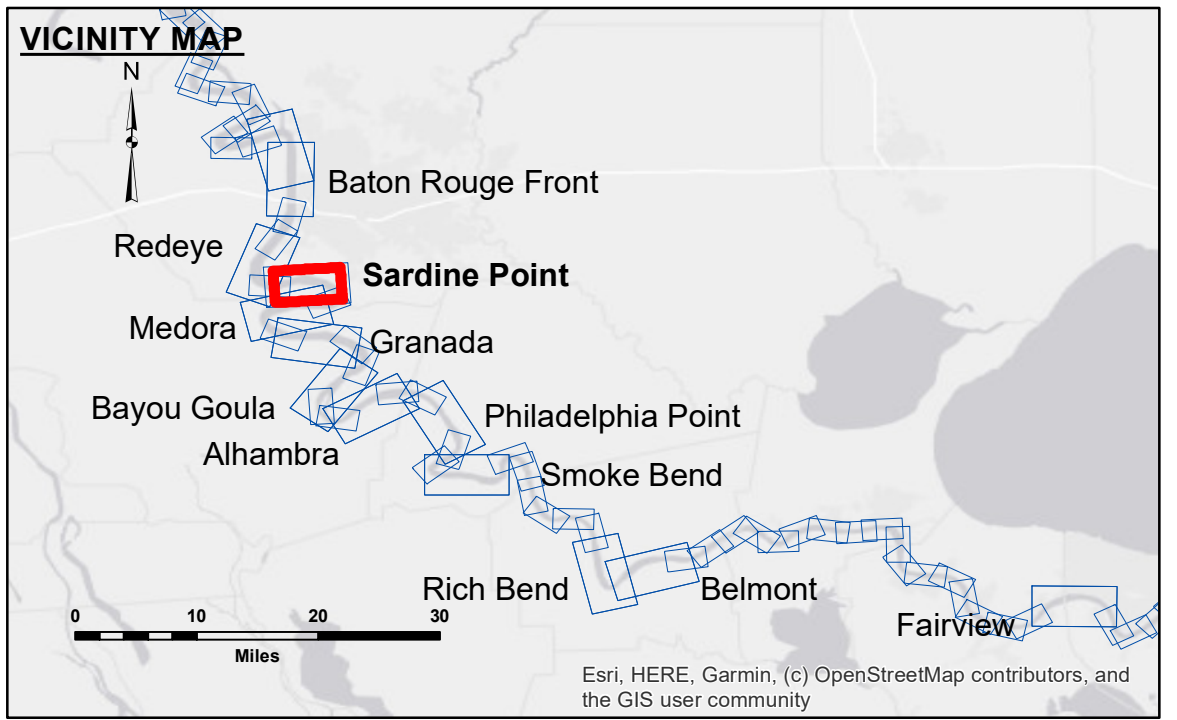 VICINITY MAP
N
Baton Rouge Front
Redeye
Sardine Point
Medora
Granada
Bayou Goula
Philadelphia Point
Alhambra
Smoke Bend
Rich Bend
Belmont
Fairview
0 10 20 30
Miles
Esri, HERE, Garmin, (c) OpenStreetMap contributors, and
the GIS user community